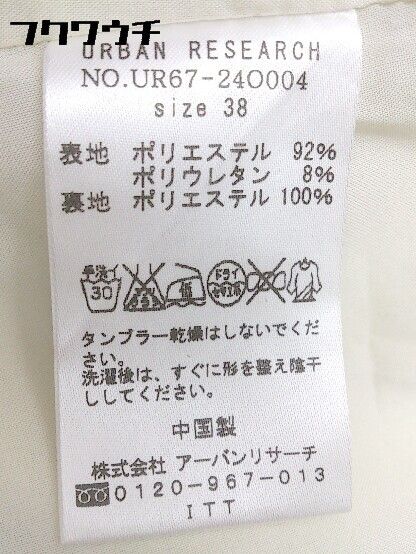 フクワウチ
URBAN RESEARCH
NO.UR67-24O004
size 38
表地 ポリエステル 92%
ポリウレタン 8%
裏地 ポリエステル 100%
手洗イ
30
低
ドライ
セキユ系
タンブラー乾燥はしないでくだ
さい。
洗濯後は、すぐに形を整え陰干
ししてください。
中国製
株式会社 アーバンリサーチ
0120-967-013
ITT